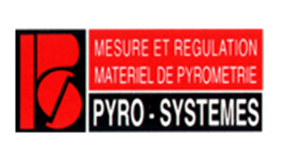 MESURE ET REGULATION
MATERIEL DE PYROMETRIE
PYRO - SYSTEMES